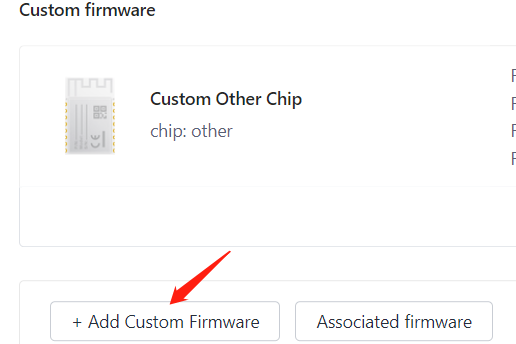 Custom firmware
Custom Other Chip
chip: other
+ Add Custom Firmware
Associated firmware